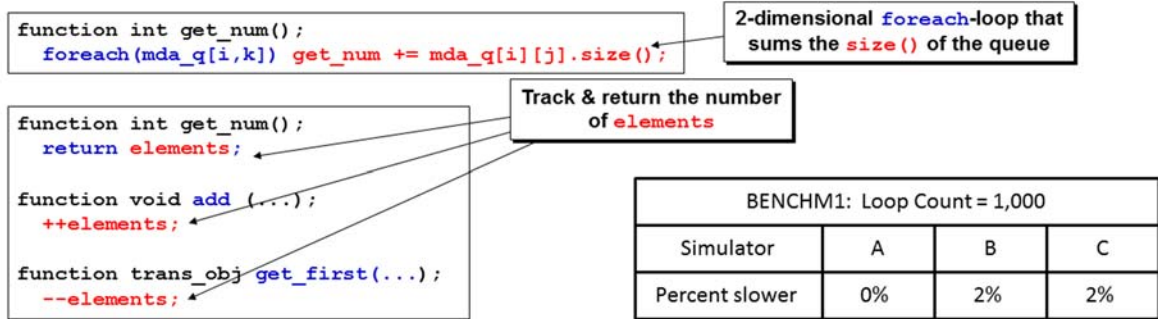 function int get_num();
foreach(mda_q[i,k]) get_num += mda_q[i][j].size();
2-dimensional foreach-loop that
sums the size() of the queue
function int get_num();
return elements;
function void add (...);
++elements;
function trans_obj get_first(...);
--elements;
Track & return the number
of elements
BENCHM1: Loop Count = 1,000
Simulator A B C
Percent slower 0% 2% 2%